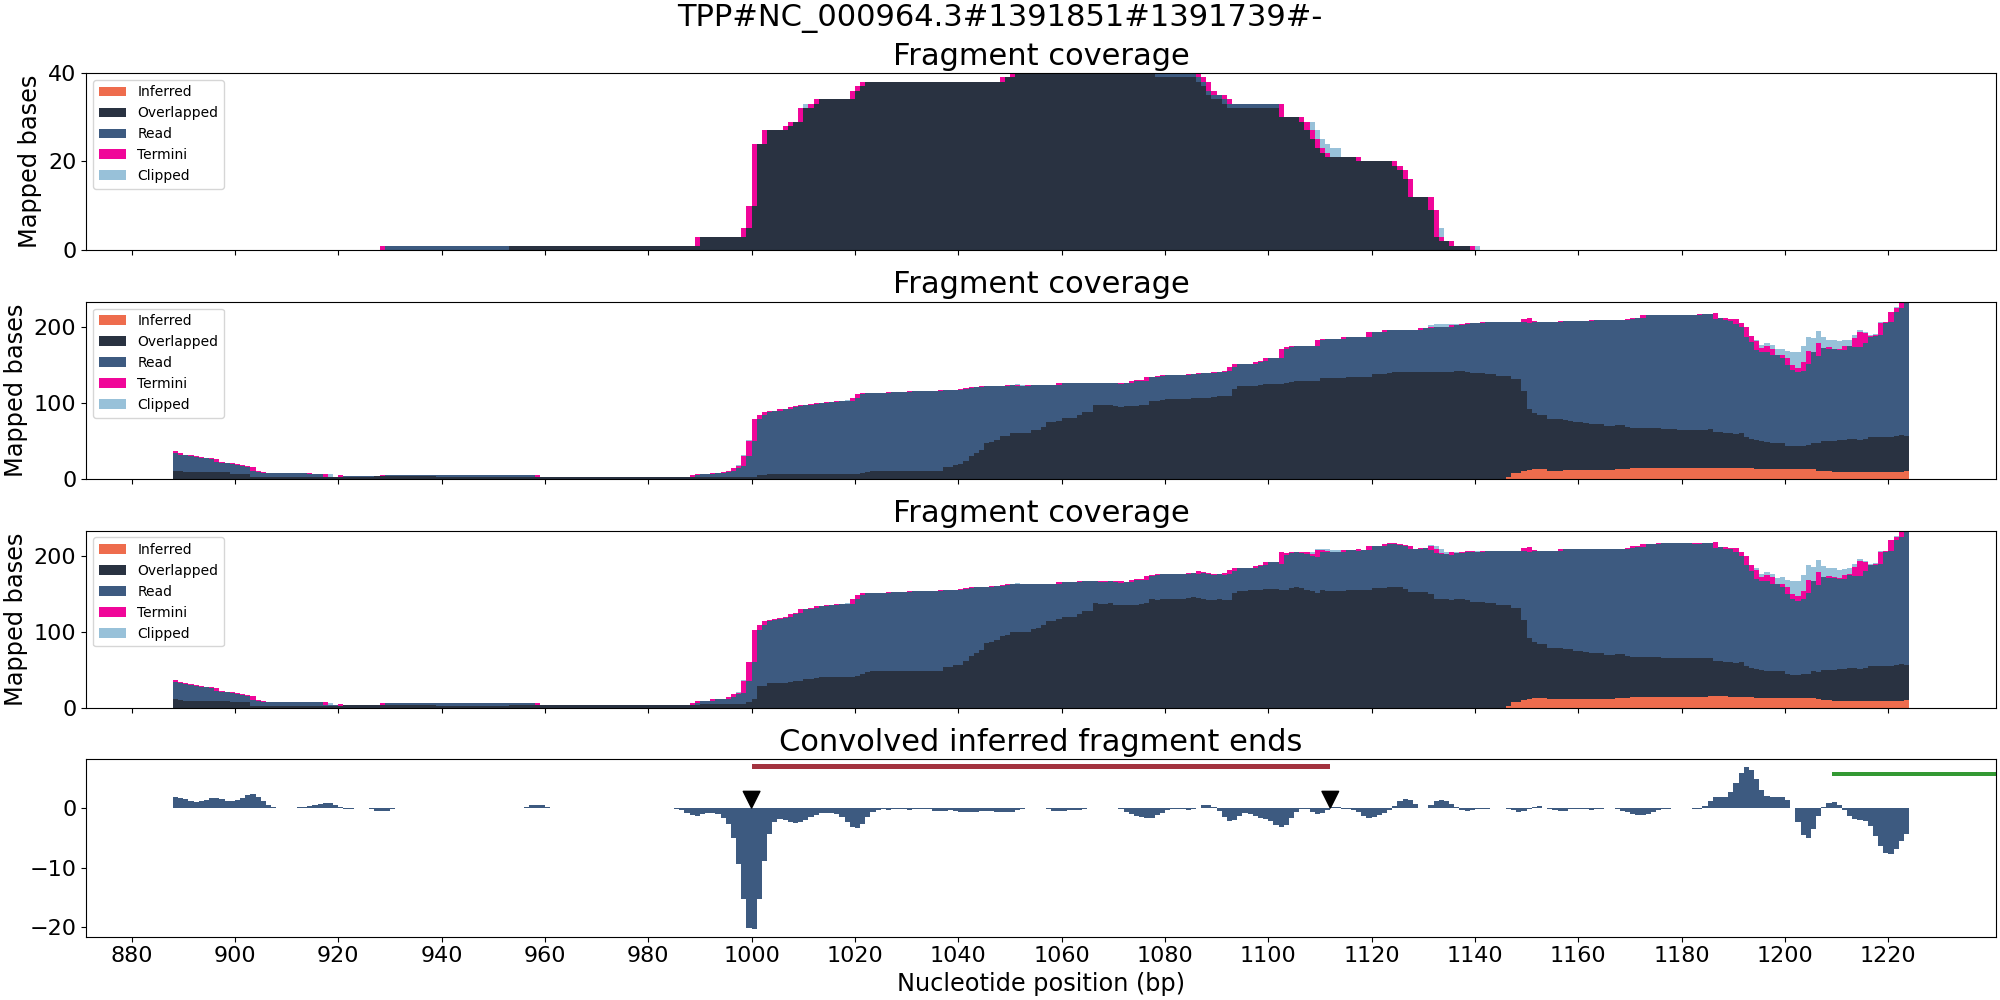 TPP#NC_000964.3#1391851#1391739#-
Fragment coverage
Mapped bases
40
20
0
Inferred
Overlapped
Read
Termini
Clipped
Fragment coverage
Mapped bases
200
100
0
Inferred
Overlapped
Read
Termini
Clipped
Fragment coverage
Mapped bases
200
100
0
Inferred
Overlapped
Read
Termini
Clipped
Convolved inferred fragment ends
0
−10
−20
880 900 920 940 960 980 1000 1020 1040 1060 1080 1100 1120 1140 1160 1180 1200 1220
Nucleotide position (bp)